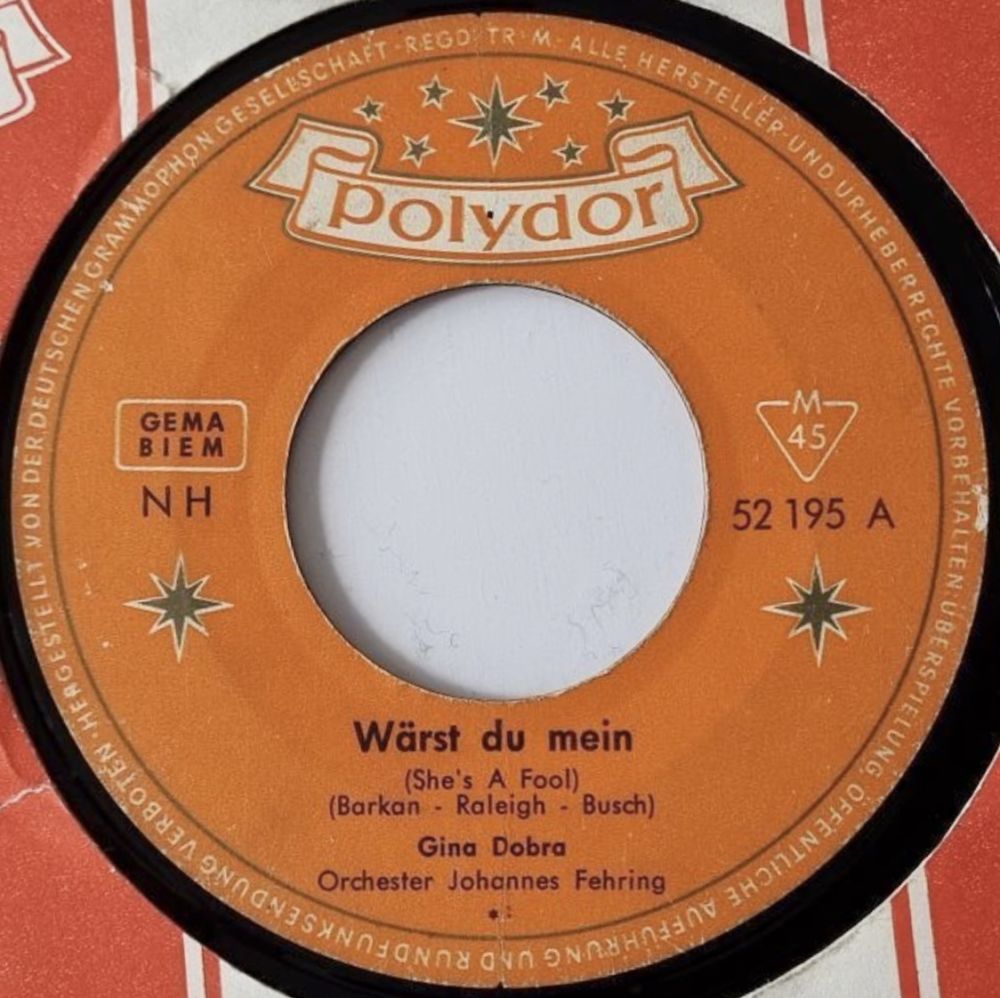 HERGESTELLT VON DER DEUTSCHEN GRAMMOPHON GESELLSCHAFT · REGD · TR · M · ALLE HERSTELLER- UND URHEBERRECHTE VORBEHALTEN. ÜBERSPIELUNG, ÖFFENTLICHE AUFFÜHRUNG UND RUNDFUNKSENDUNG VERBOTEN ·
polydor
GEMA
BIEM
NH
M
45
52 195 A
Wärst du mein
(She's A Fool)
(Barkan - Raleigh - Busch)
Gina Dobra
Orchester Johannes Fehring